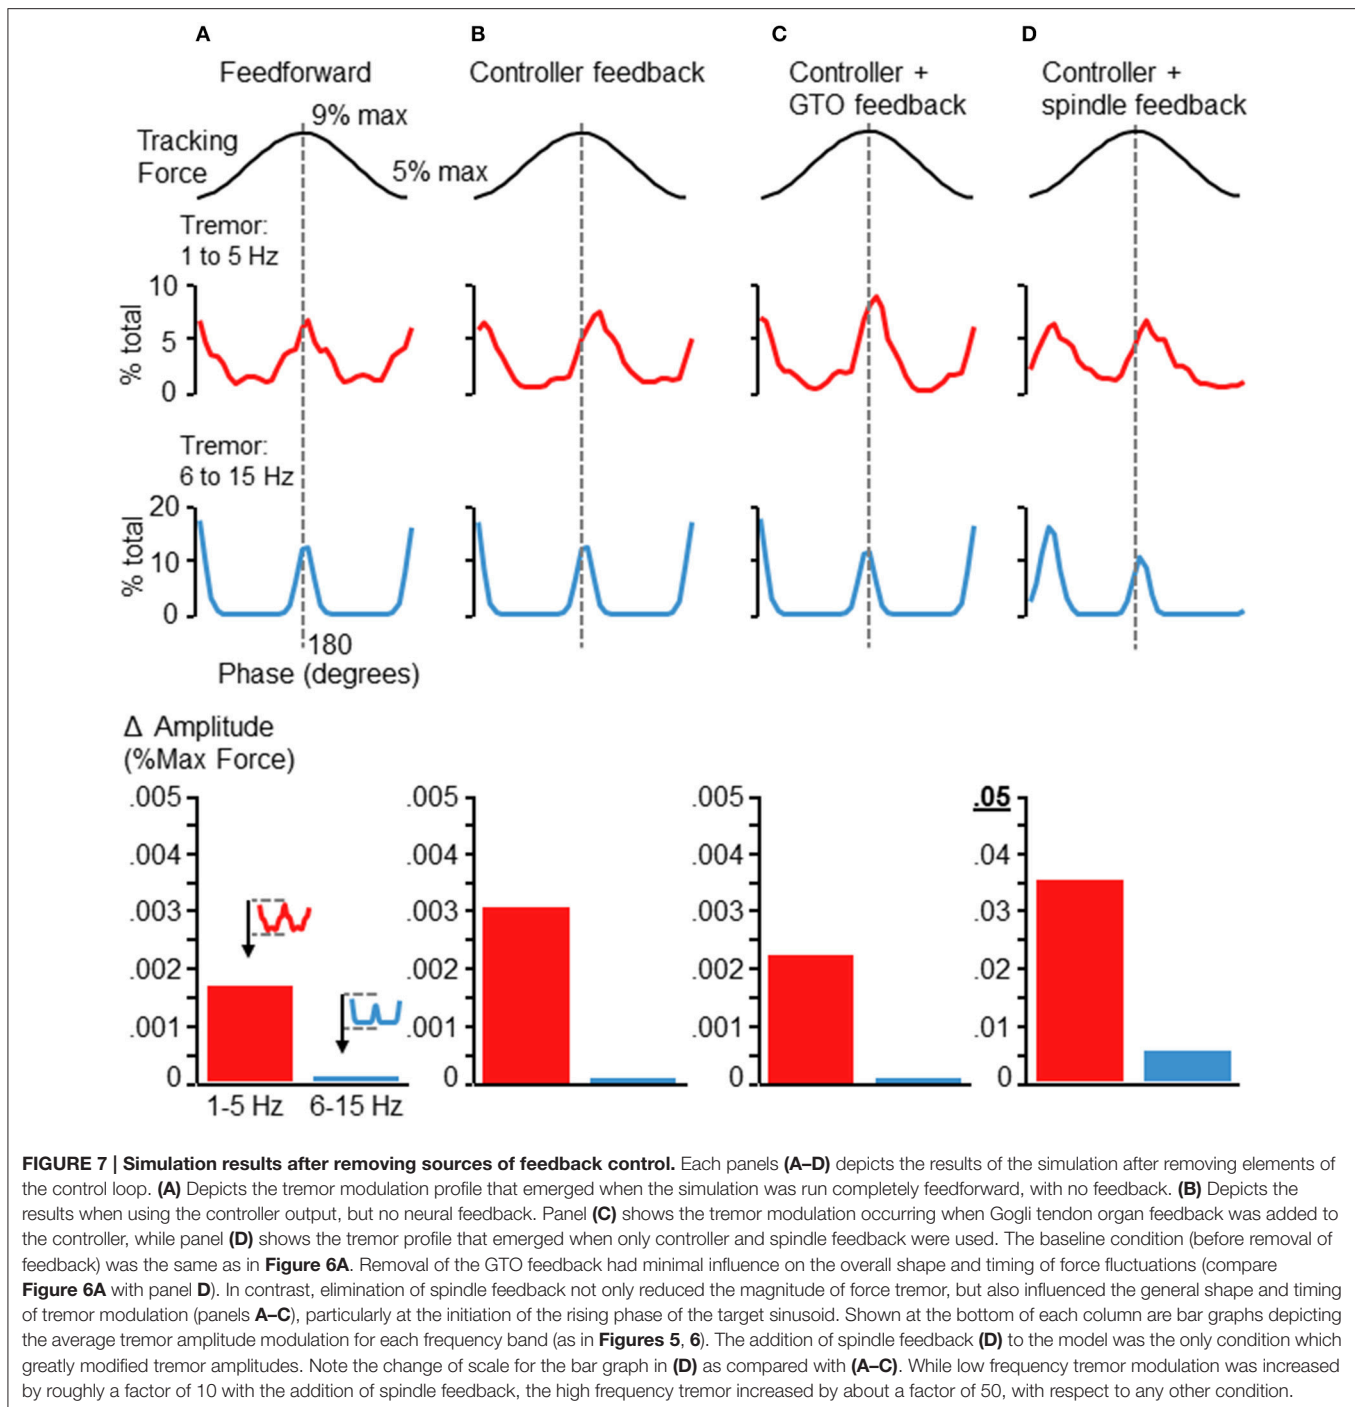 A
B
C
D
Feedforward
Controller feedback
Controller +
GTO feedback
Controller +
spindle feedback
9% max
Tracking
Force
5% max
Tremor:
1 to 5 Hz
10
5
0
% total
Tremor:
6 to 15 Hz
20
10
0
% total
180
Phase (degrees)
Δ Amplitude
(%Max Force)
.005
.004
.003
.002
.001
0
1-5 Hz 6-15 Hz
.005
.004
.003
.002
.001
0
.005
.004
.003
.002
.001
0
.05
.04
.03
.02
.01
0
FIGURE 7 | Simulation results after removing sources of feedback control. Each panels (A–D) depicts the results of the simulation after removing elements of
the control loop. (A) Depicts the tremor modulation profile that emerged when the simulation was run completely feedforward, with no feedback. (B) Depicts the
results when using the controller output, but no neural feedback. Panel (C) shows the tremor modulation occurring when Gogli tendon organ feedback was added to
the controller, while panel (D) shows the tremor profile that emerged when only controller and spindle feedback were used. The baseline condition (before removal of
feedback) was the same as in Figure 6A. Removal of the GTO feedback had minimal influence on the overall shape and timing of force fluctuations (compare
Figure 6A with panel D). In contrast, elimination of spindle feedback not only reduced the magnitude of force tremor, but also influenced the general shape and timing
of tremor modulation (panels A–C), particularly at the initiation of the rising phase of the target sinusoid. Shown at the bottom of each column are bar graphs depicting
the average tremor amplitude modulation for each frequency band (as in Figures 5, 6). The addition of spindle feedback (D) to the model was the only condition which
greatly modified tremor amplitudes. Note the change of scale for the bar graph in (D) as compared with (A–C). While low frequency tremor modulation was increased
by roughly a factor of 10 with the addition of spindle feedback, the high frequency tremor increased by about a factor of 50, with respect to any other condition.